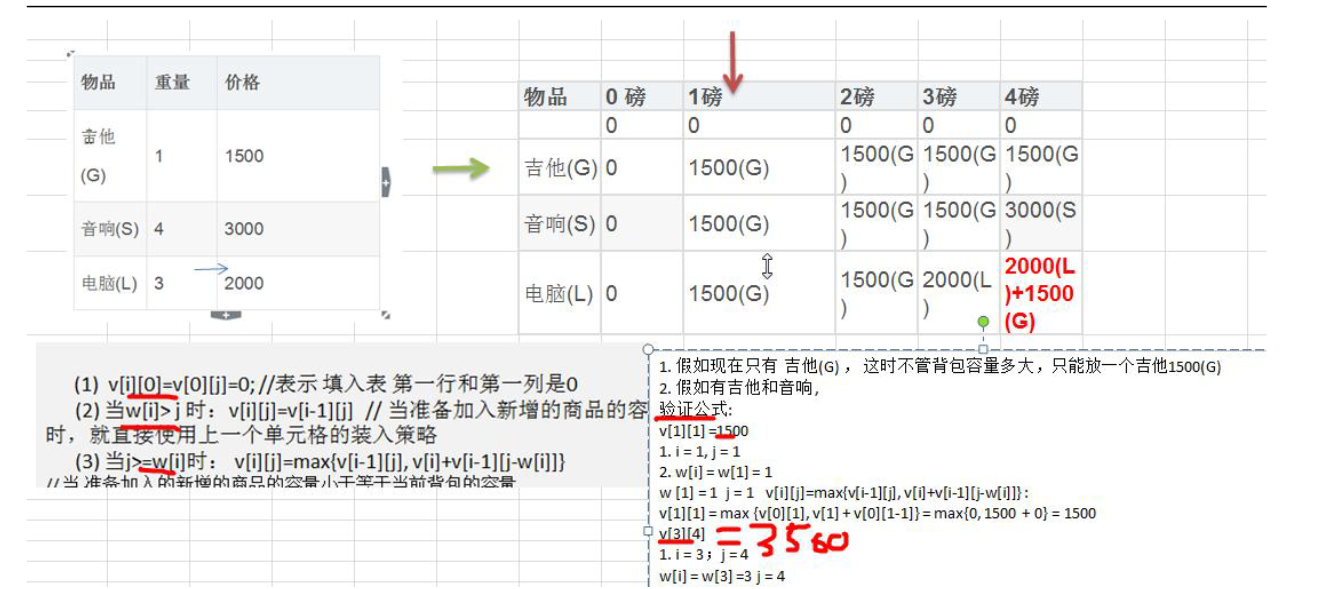 物品 重量 价格
吉他
(G) 1 1500
音响(S) 4 3000
电脑(L) 3 2000
物品 0 磅 1磅 2磅 3磅 4磅
0 0 0 0 0
吉他(G) 0 1500(G) 1500(G) 1500(G) 1500(G)
音响(S) 0 1500(G) 1500(G) 1500(G) 3000(S)
电脑(L) 0 1500(G) 1500(G) 2000(L) 2000(L)+1500(G)
(1) v[i][0]=v[0][j]=0; //表示 填入表 第一行和第一列是0
(2) 当w[i]> j 时：v[i][j]=v[i-1][j] // 当准备加入新增的商品的容
时，就直接使用上一个单元格的装入策略
(3) 当j>=w[i]时： v[i][j]=max{v[i-1][j], v[i]+v[i-1][j-w[i]]}
// 当 准备加入的新增的商品的容量小于等于当前背包的容量
1. 假如现在只有 吉他(G) ，这时不管背包容量多大，只能放一个吉他1500(G)
2. 假如有吉他和音响,
验证公式:
v[1][1] =1500
1. i = 1, j = 1
2. w[i] = w[1] = 1
w [1] = 1 j = 1 v[i][j]=max{v[i-1][j], v[i]+v[i-1][j-w[i]]} :
v[1][1] = max {v[0][1], v[1] + v[0][1-1]} = max{0, 1500 + 0} = 1500
v[3][4] = 3500
1. i = 3；j = 4
w[i] = w[3] =3 j = 4